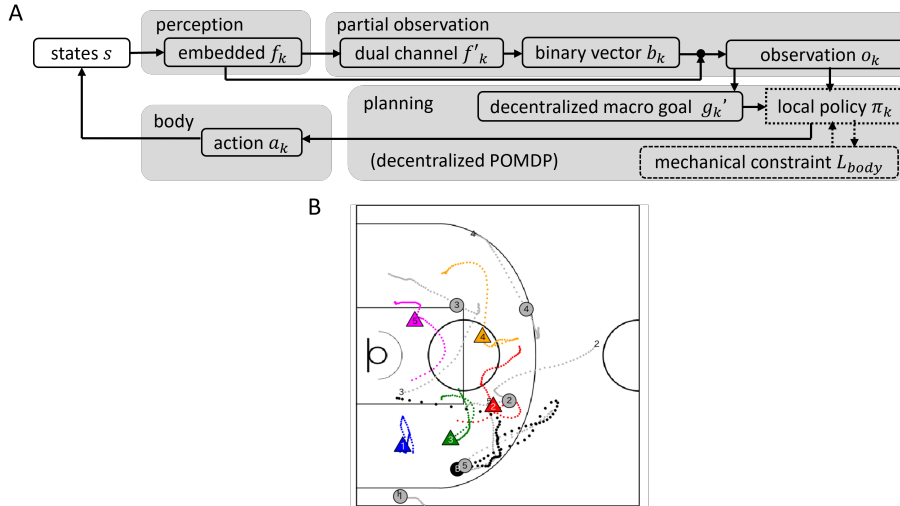 A
perception
partial observation
states s
embedded f_k
dual channel f'_k
binary vector b_k
observation o_k
planning
decentralized macro goal g_k'
local policy π_k
body
action a_k
(decentralized POMDP)
mechanical constraint L_body
B
4
3
4
5
4
2
3
2
2
1
3
B
5
1